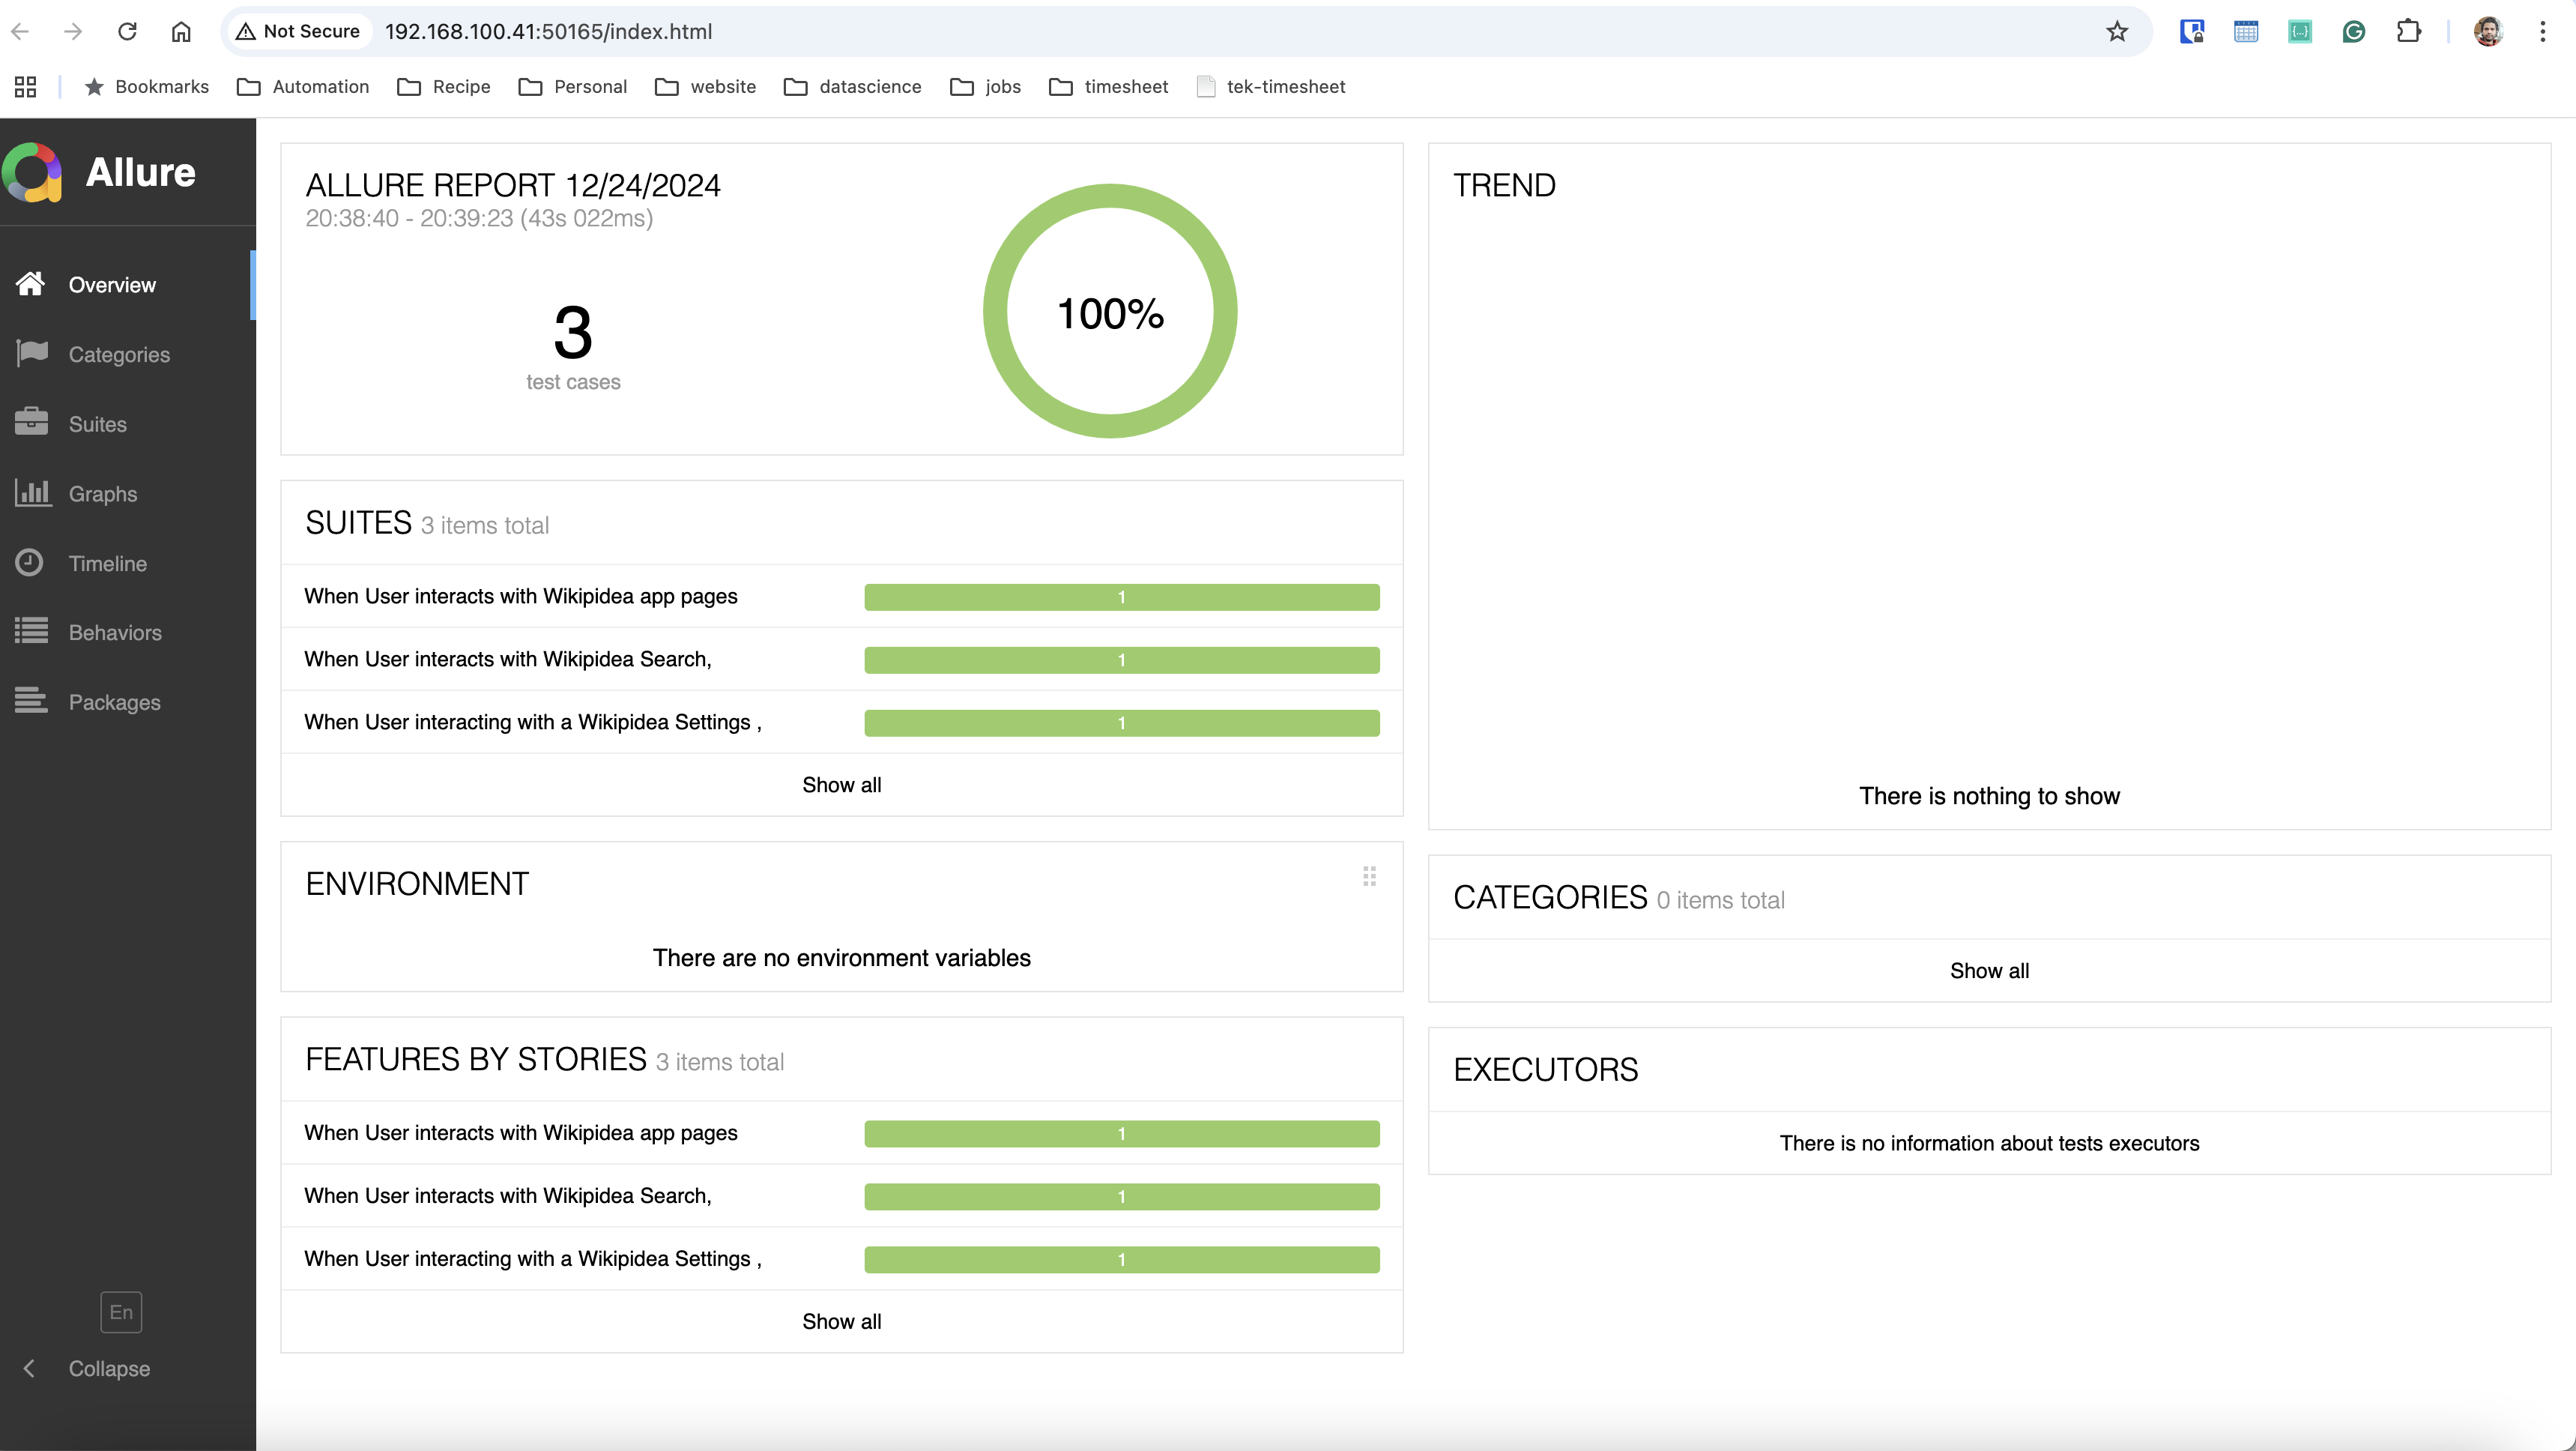 Not Secure 192.168.100.41:50165/index.html
Bookmarks Automation Recipe Personal website datascience jobs timesheet tek-timesheet
Allure
Overview
Categories
Suites
Graphs
Timeline
Behaviors
Packages
En
Collapse
ALLURE REPORT 12/24/2024
20:38:40 - 20:39:23 (43s 022ms)
3
test cases
100%
SUITES 3 items total
When User interacts with Wikipidea app pages 1
When User interacts with Wikipidea Search, 1
When User interacting with a Wikipidea Settings , 1
Show all
ENVIRONMENT
There are no environment variables
FEATURES BY STORIES 3 items total
When User interacts with Wikipidea app pages 1
When User interacts with Wikipidea Search, 1
When User interacting with a Wikipidea Settings , 1
Show all
TREND
There is nothing to show
CATEGORIES 0 items total
Show all
EXECUTORS
There is no information about tests executors